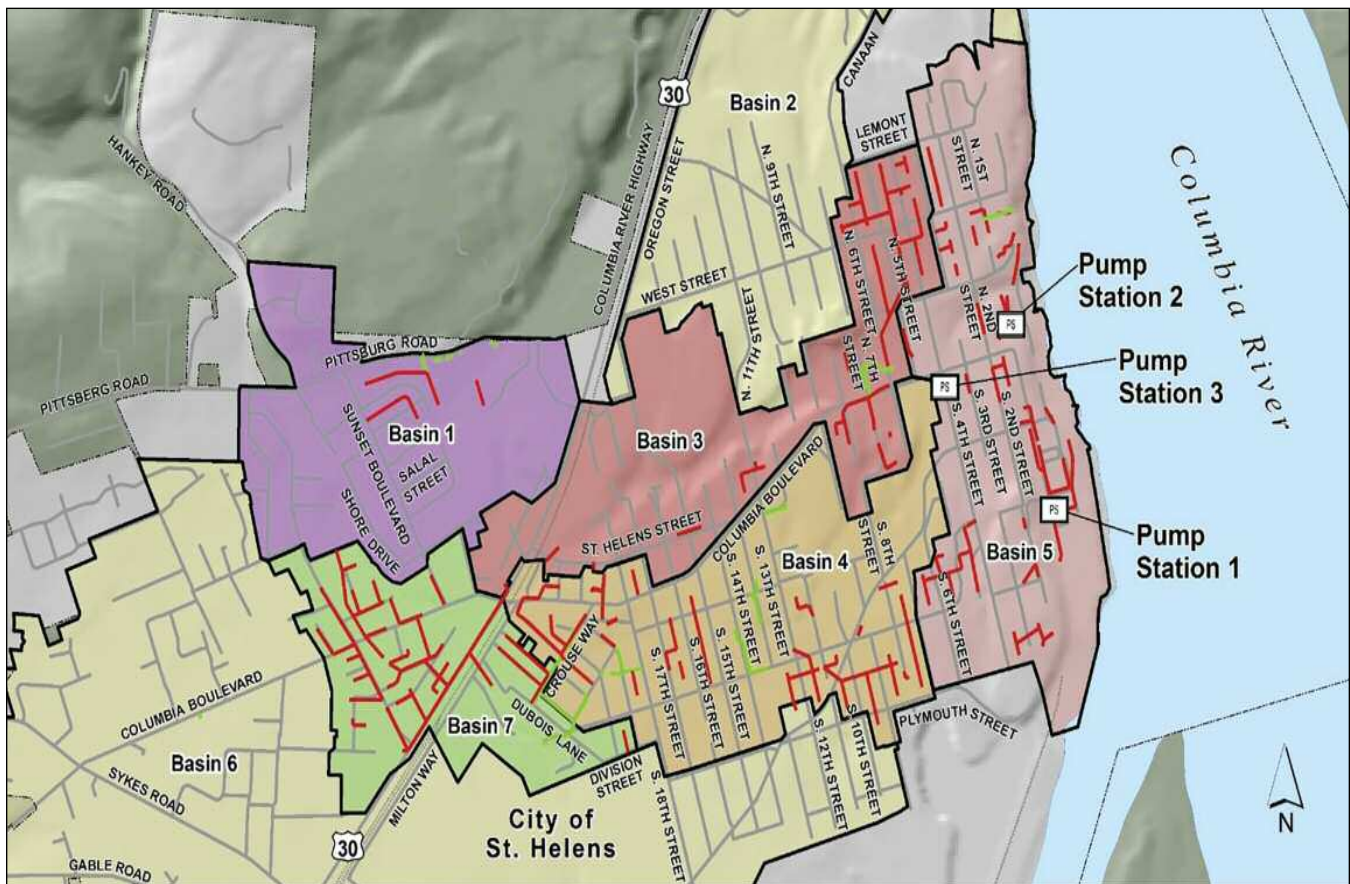 CANAAN
30
Basin 2
LEMONT
STREET
HANKEY ROAD
COLUMBIA RIVER HIGHWAY
OREGON STREET
N. 9TH STREET
N. 1ST
STREET
Columbia River
N. 6TH STREET
N. 5TH STREET
WEST STREET
Pump
Station 2
N. 2ND
STREET
PS
N. 11TH STREET
N. 7TH
STREET
PITTSBURG ROAD
Pump
Station 3
PS
PITTSBERG ROAD
Basin 1
Basin 3
SUNSET BOULEVARD
SALAL
STREET
SHORE DRIVE
S. 4TH STREET
S. 3RD STREET
S. 2ND STREET
COLUMBIA BOULEVARD
PS
Pump
Station 1
ST. HELENS STREET
S. 8TH
STREET
Basin 4
Basin 5
S. 14TH STREET
S. 13TH STREET
S. 6TH STREET
CROUSE WAY
S. 17TH STREET
S. 16TH STREET
S. 15TH STREET
COLUMBIA BOULEVARD
Basin 7
DUBOIS LANE
PLYMOUTH STREET
Basin 6
SYKES ROAD
MILTON WAY
DIVISION
STREET
S. 18TH STREET
S. 12TH STREET
S. 10TH STREET
City of
St. Helens
30
GABLE ROAD
N